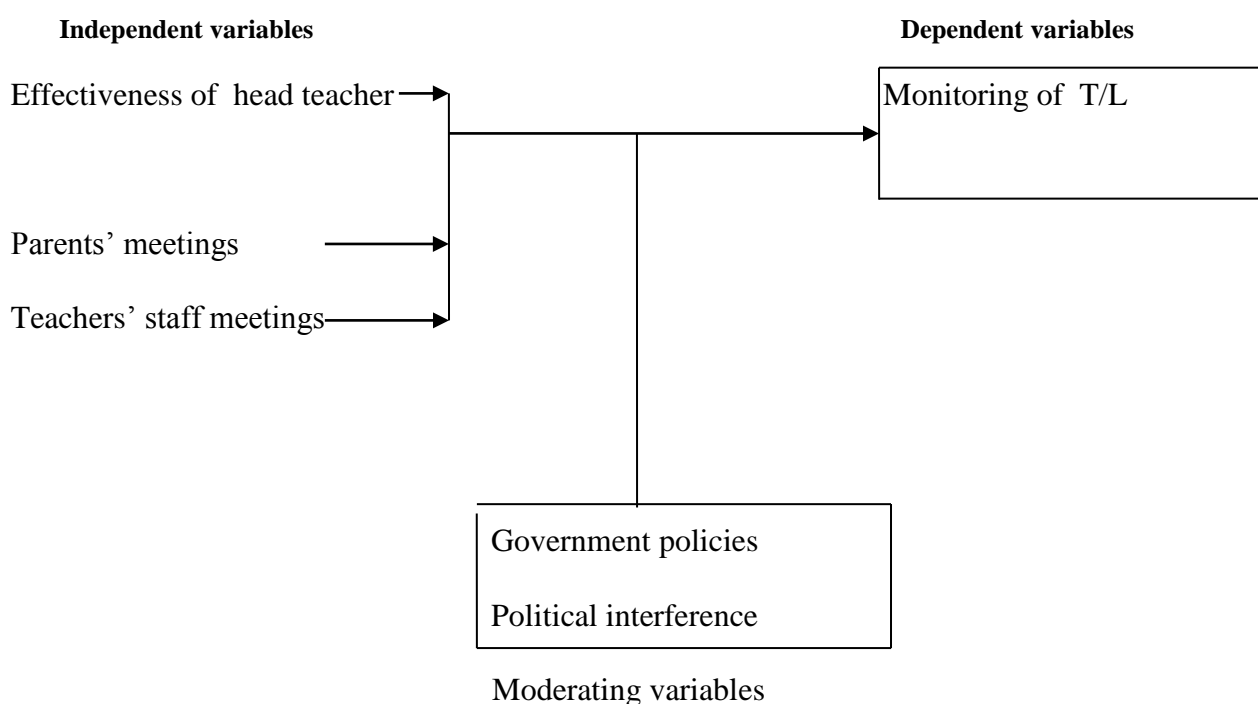 Independent variables
Dependent variables
Effectiveness of head teacher
Monitoring of T/L
Parents’ meetings
Teachers’ staff meetings
Government policies
Political interference
Moderating variables